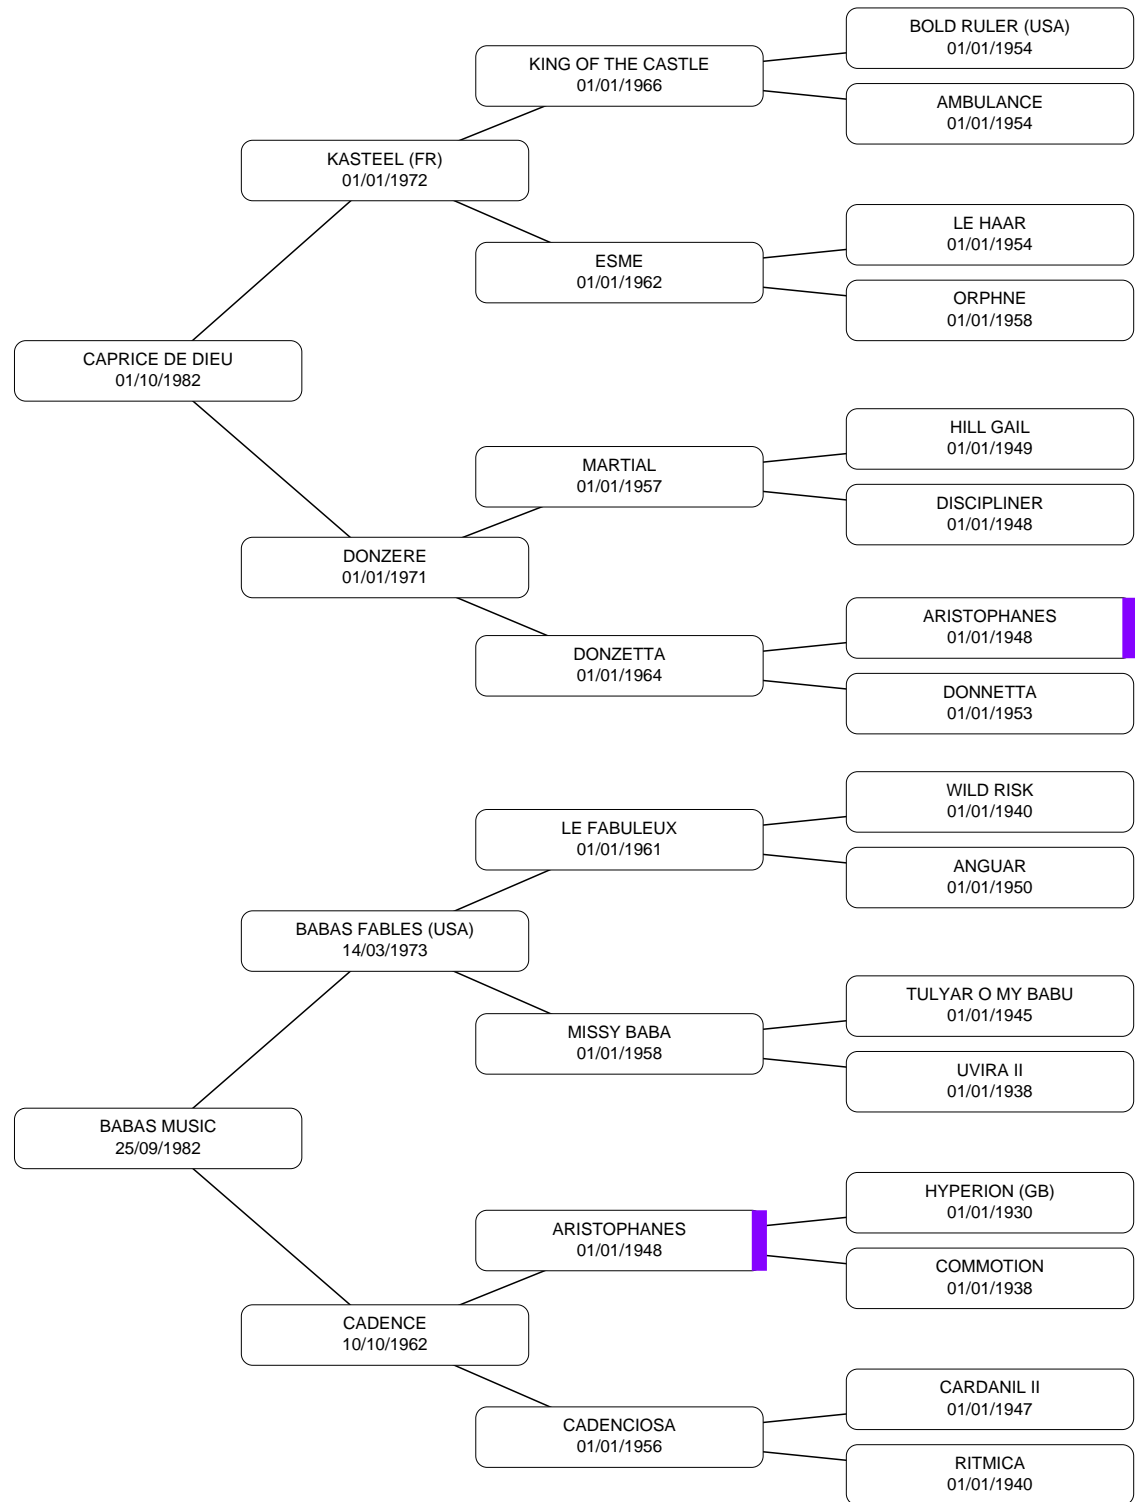 BOLD RULER (USA)
01/01/1954
KING OF THE CASTLE
01/01/1966
AMBULANCE
01/01/1954
KASTEEL (FR)
01/01/1972
LE HAAR
01/01/1954
ESME
01/01/1962
ORPHNE
01/01/1958
CAPRICE DE DIEU
01/10/1982
HILL GAIL
01/01/1949
MARTIAL
01/01/1957
DISCIPLINER
01/01/1948
DONZERE
01/01/1971
ARISTOPHANES
01/01/1948
DONZETTA
01/01/1964
DONNETTA
01/01/1953
WILD RISK
01/01/1940
LE FABULEUX
01/01/1961
ANGUAR
01/01/1950
BABAS FABLES (USA)
14/03/1973
TULYAR O MY BABU
01/01/1945
MISSY BABA
01/01/1958
UVIRA II
01/01/1938
BABAS MUSIC
25/09/1982
HYPERION (GB)
01/01/1930
ARISTOPHANES
01/01/1948
COMMOTION
01/01/1938
CADENCE
10/10/1962
CARDANIL II
01/01/1947
CADENCIOSA
01/01/1956
RITMICA
01/01/1940